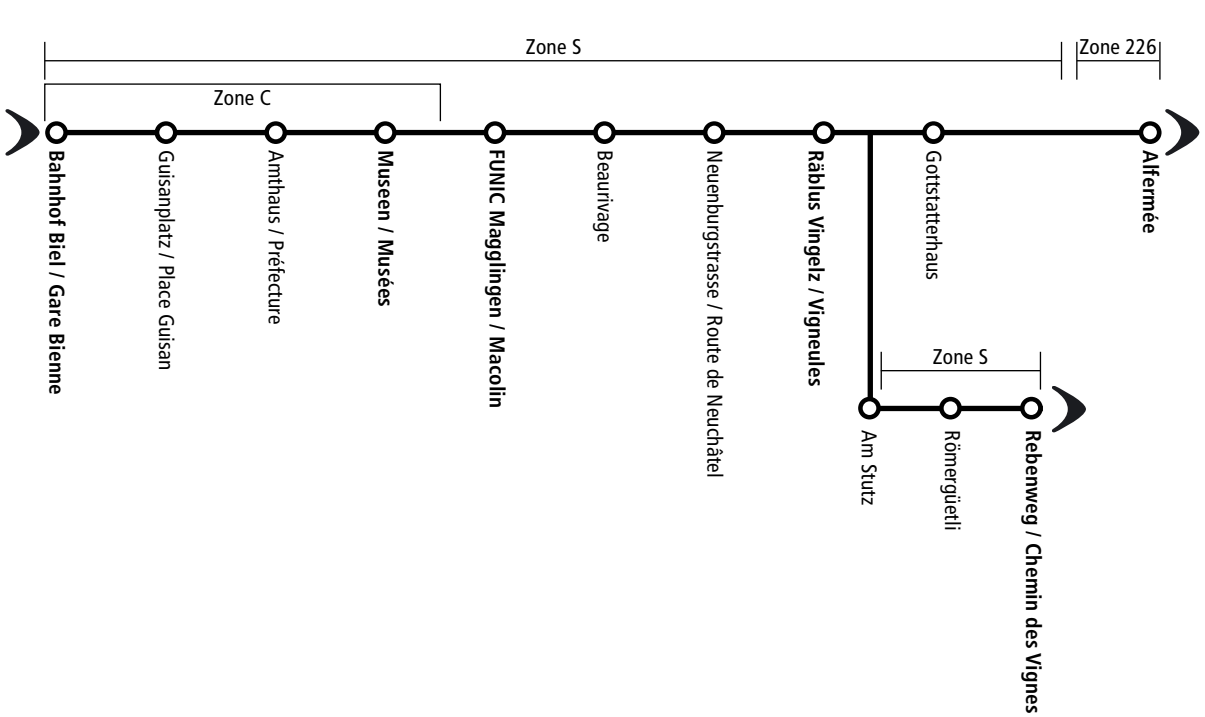 Zone S
Zone 226
Zone C
Bahnhof Biel / Gare Bienne
Guisanplatz / Place Guisan
Amthaus / Préfecture
Museen / Musées
FUNIC Magglingen / Macolin
Beaurivage
Neuenburgstrasse / Route de Neuchâtel
Räblus Vingelz / Vigneules
Gottstatterhaus
Alfermée
Zone S
Am Stutz
Römergüetli
Rebenweg / Chemin des Vignes